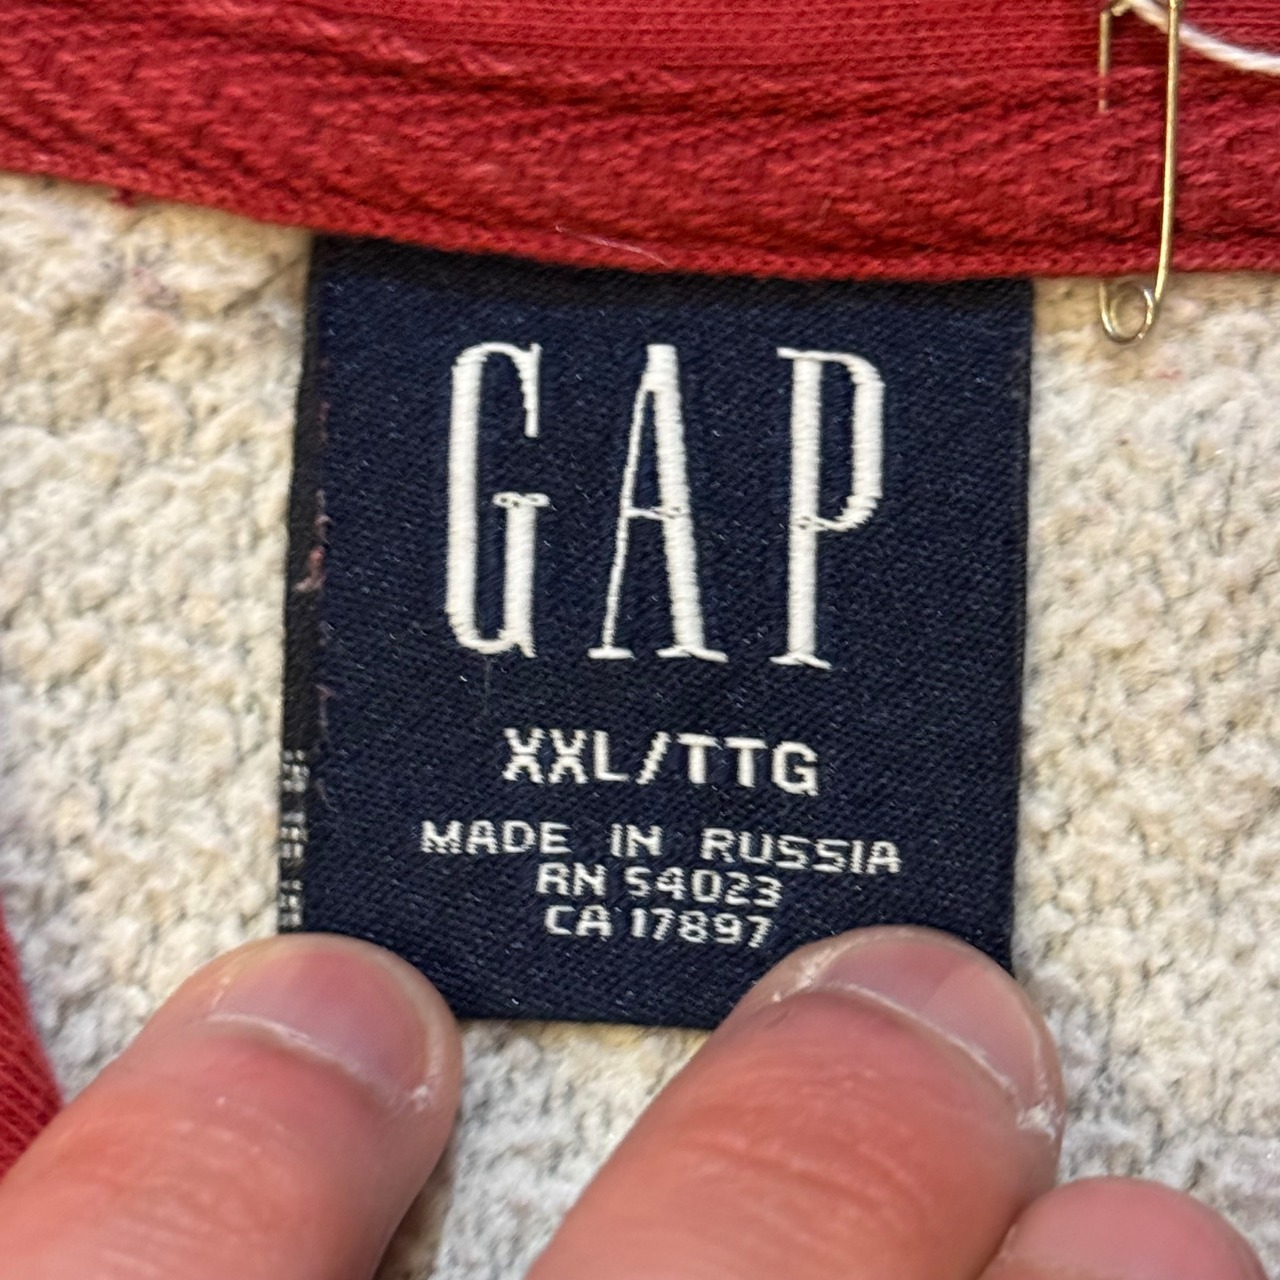 GAP
XXL/TTG
MADE IN RUSSIA
RN 54023
CA 17897